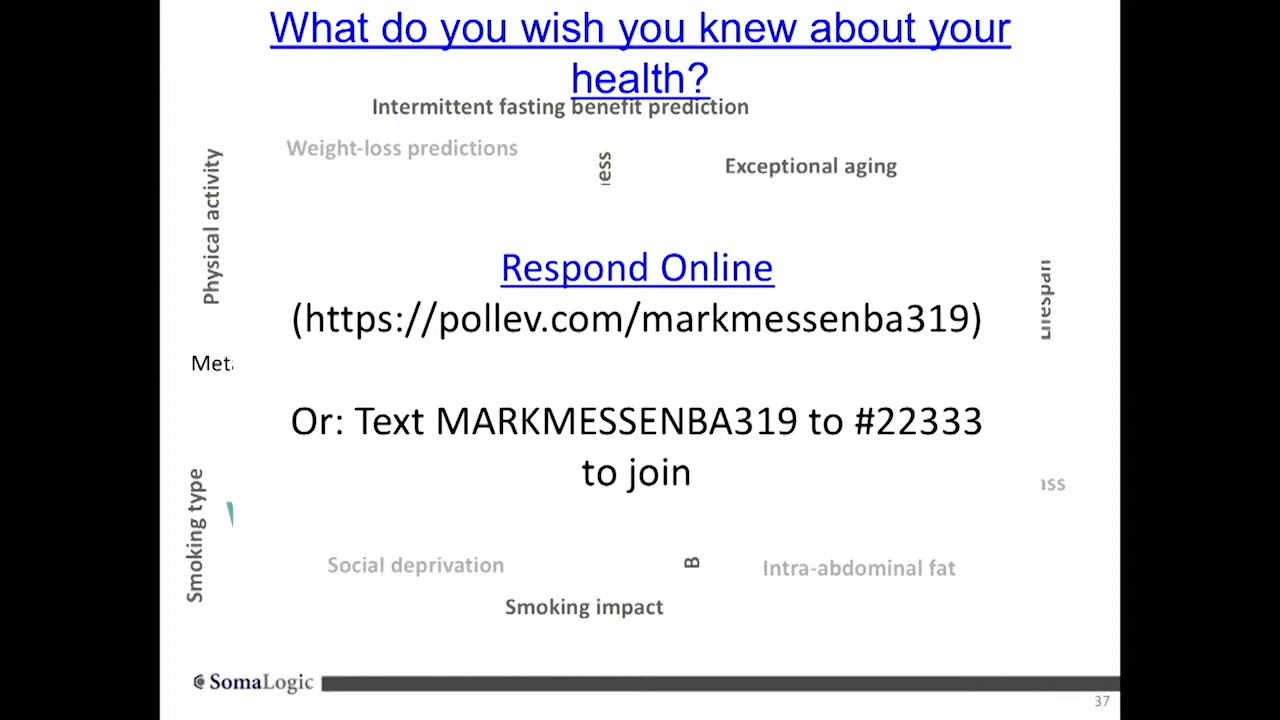 What do you wish you knew about your
health?
Intermittent fasting benefit prediction
Weight-loss predictions
Exceptional aging
Physical activity
Respond Online
(https://pollev.com/markmessenba319)
Or: Text MARKMESSENBA319 to #22333
to join
Smoking type
Social deprivation
B
Intra-abdominal fat
Smoking impact
SomaLogic
37